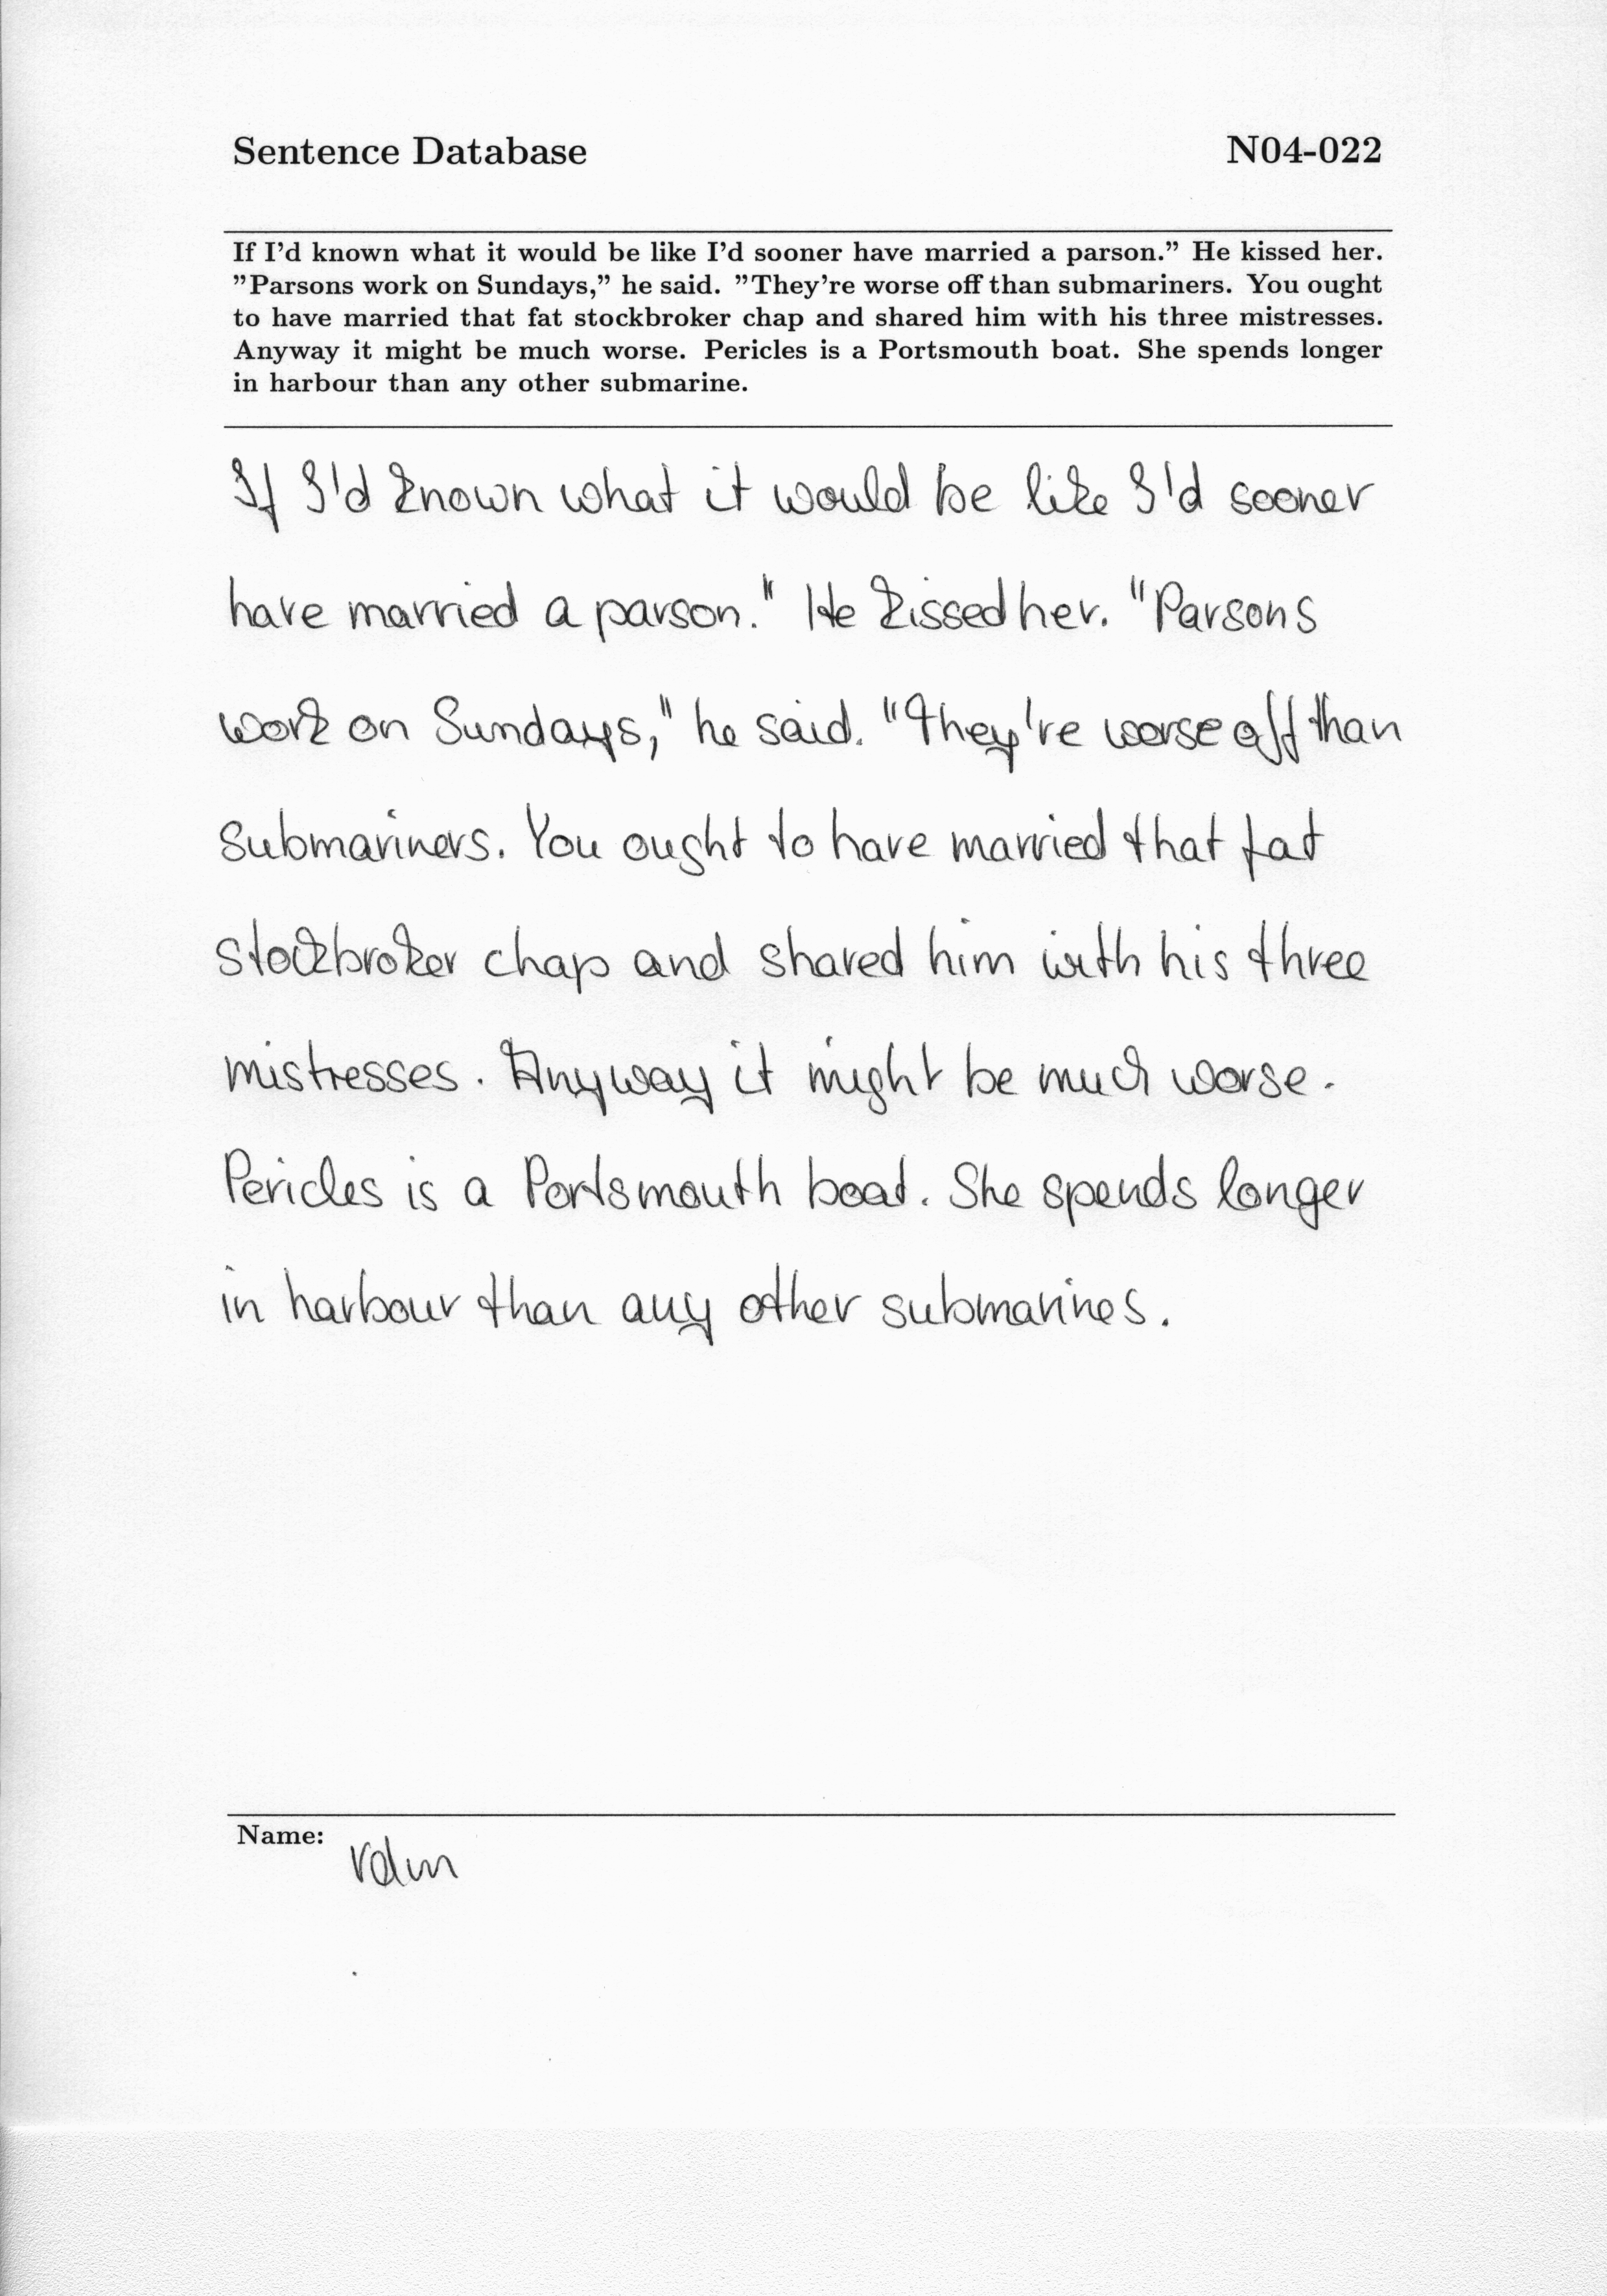 Sentence Database N04-022
If I'd known what it would be like I'd sooner have married a parson.” He kissed her.
”Parsons work on Sundays,” he said. ”They're worse off than submariners. You ought
to have married that fat stockbroker chap and shared him with his three mistresses.
Anyway it might be much worse. Pericles is a Portsmouth boat. She spends longer
in harbour than any other submarine.
If I'd known what it would be like I'd sooner
have married a parson." He kissed her. "Parsons
work on Sundays," he said. "They're worse off than
submariners. You ought to have married that fat
stockbroker chap and shared him with his three
mistresses. Anyway it might be much worse.
Pericles is a Portsmouth boat. She spends longer
in harbour than any other submarines.
Name: